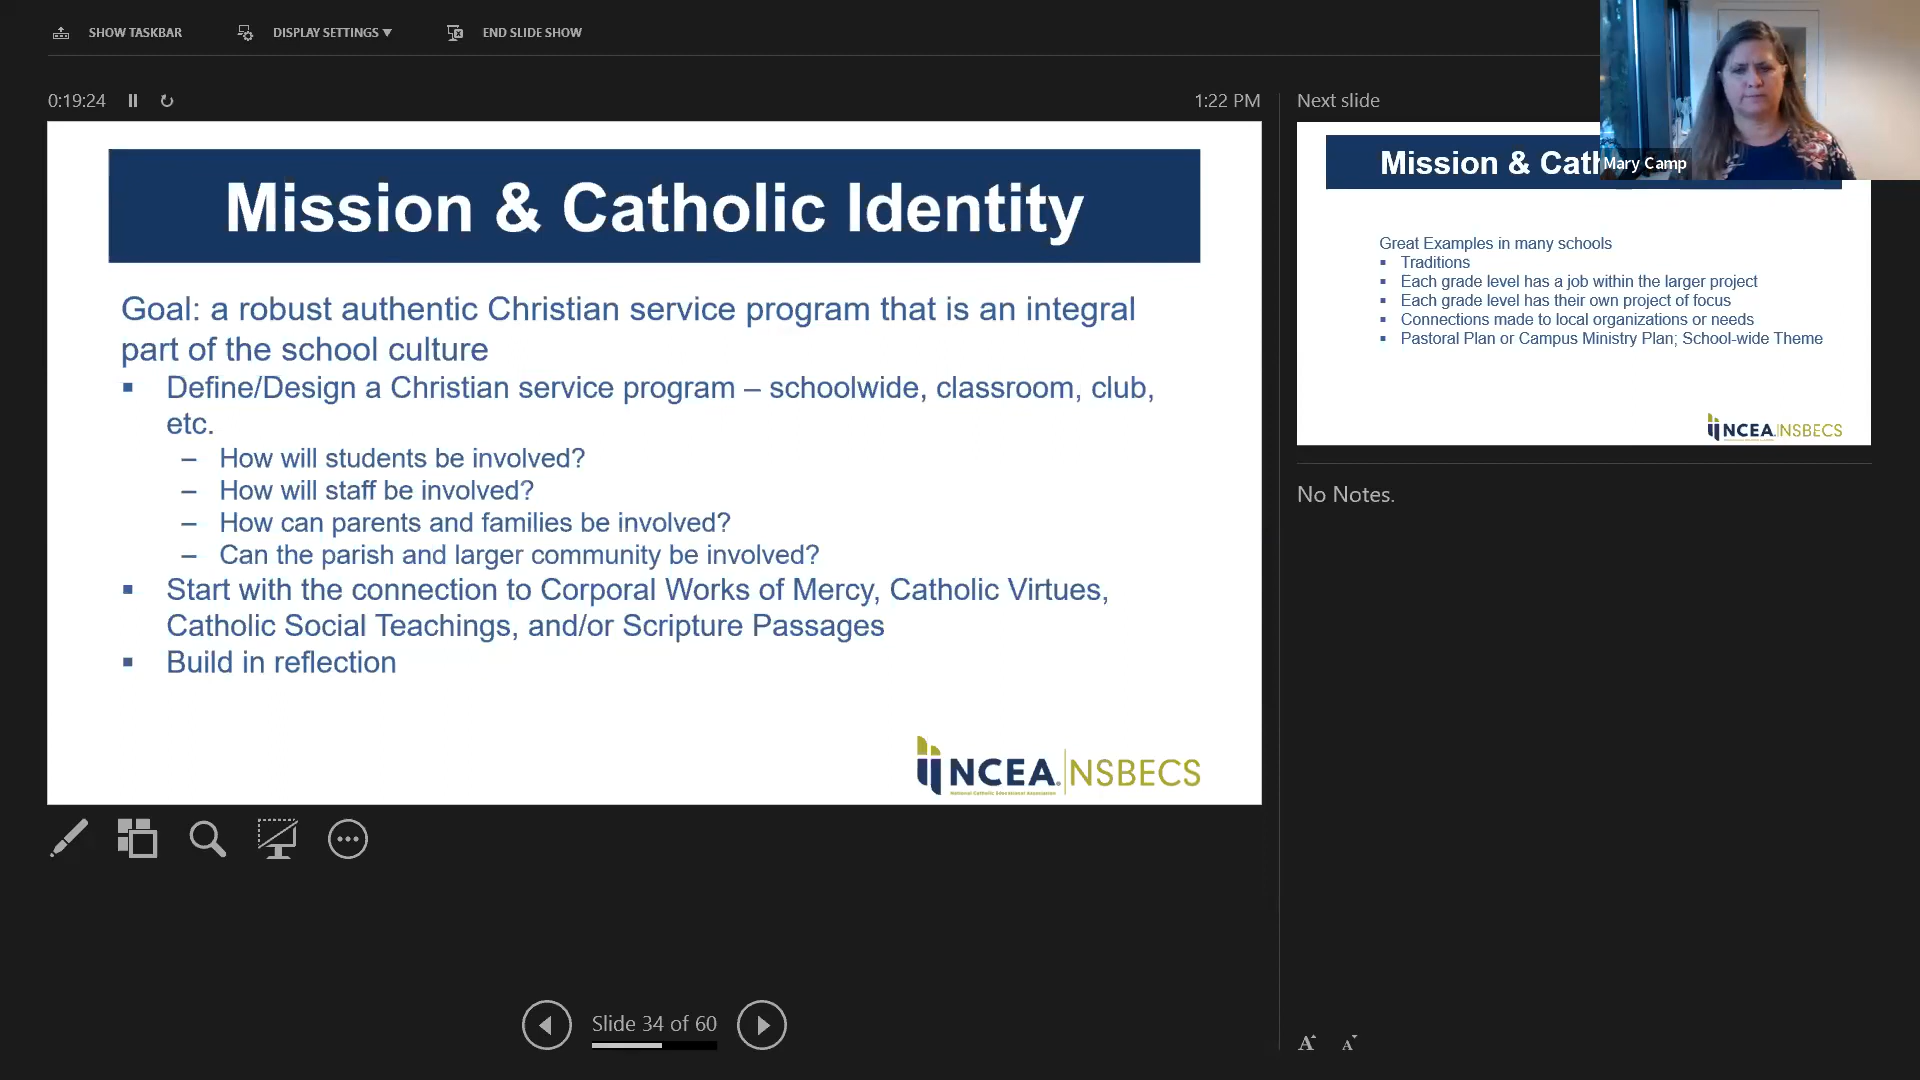 SHOW TASKBAR
DISPLAY SETTINGS ▼
END SLIDE SHOW
0:19:24
1:22 PM
Mission & Catholic Identity
Goal: a robust authentic Christian service program that is an integral
part of the school culture
▪ Define/Design a Christian service program – schoolwide, classroom, club,
etc.
– How will students be involved?
– How will staff be involved?
– How can parents and families be involved?
– Can the parish and larger community be involved?
▪ Start with the connection to Corporal Works of Mercy, Catholic Virtues,
Catholic Social Teachings, and/or Scripture Passages
▪ Build in reflection
NCEA. NSBECS
National Catholic Educational Association
Slide 34 of 60
Next slide
Mission & Cath
Mary Camp
Great Examples in many schools
▪ Traditions
▪ Each grade level has a job within the larger project
▪ Each grade level has their own project of focus
▪ Connections made to local organizations or needs
▪ Pastoral Plan or Campus Ministry Plan; School-wide Theme
NCEA. NSBECS
No Notes.
A A